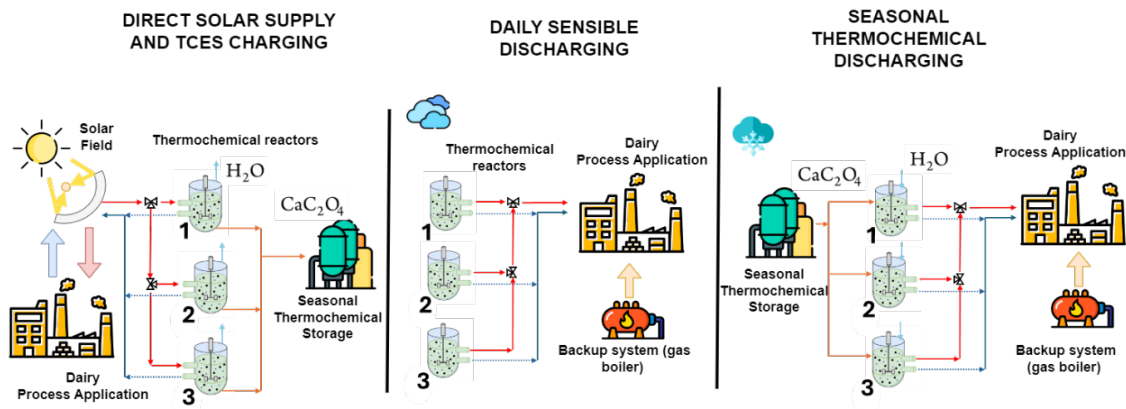 DIRECT SOLAR SUPPLY
AND TCES CHARGING
Solar
Field
Thermochemical reactors
H₂O
CaC₂O₄
1
2
3
Seasonal
Thermochemical
Storage
Dairy
Process Application
DAILY SENSIBLE
DISCHARGING
Thermochemical
reactors
Dairy
Process Application
1
2
3
Backup system (gas
boiler)
SEASONAL
THERMOCHEMICAL
DISCHARGING
Dairy
Process Application
H₂O
CaC₂O₄
1
2
3
Seasonal
Thermochemical
Storage
Backup system
(gas boiler)